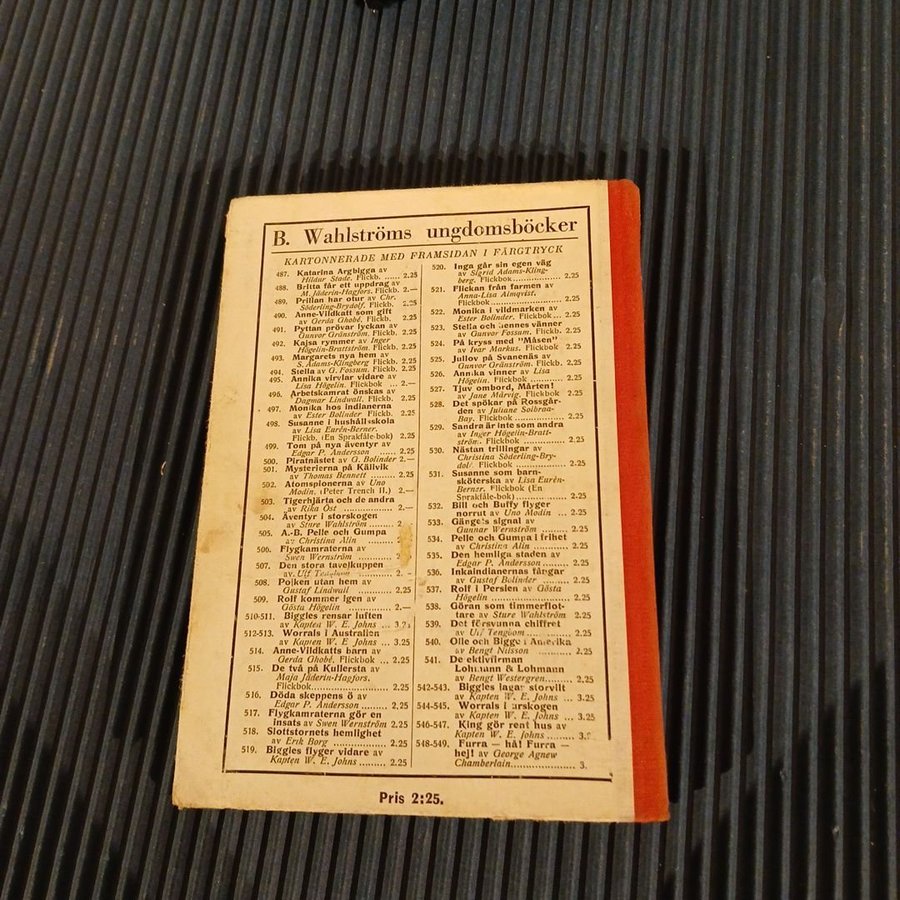 B. Wahlströms ungdomsböcker
KARTONNERADE MED FRAMSIDAN I FÄRGTRYCK
487. Katarina Argbigga av
Hildur Stade. Flickb. ...... 2.25
488. Britta får ett uppdrag av
M. Jäderin-Hagfors. Flickb. 2.—
489. Prillan har otur av Chr.
Söderling-Brydolf. Flickb. 2.25
490. Anne-Vildkatt som gift
av Gerda Ghobé. Flickb. 2.25
491. Pyttan prövar lyckan av
Gunvor Gränström. Flickb. 2.25
492. Kajsa rymmer av Inger
Högelin-Brattström. Flickb. 2.25
493. Margarets nya hem av
S. Adams-Klingberg Flickb. 2.25
494. Stella av G. Fossum. Flickb. 2.25
495. Annika virvlar vidare av
Lisa Högelin. Flickbok ... 2.—
496. Arbetskamrat önskas av
Dagmar Lindwall. Flickb. 2.25
497. Monika hos indianerna
av Ester Bolinder Flickb. 2.25
498. Susanne i hushållsskola
av Lisa Eurén-Berner.
Flickb. (En Språkfåle-bok) 2.25
499. Tom på nya äventyr av
Edgar P. Andersson ...... 2.25
500. Piratnästet av G. Bolinder 2.—
501. Mysterierna på Källvik
av Thomas Bennett ........ 2.25
502. Atomspionerna av Uno
Modin. (Peter Trench II.) 2.—
503. Tigerhjärta och de andra
av Rika Ost .................. 2.—
504. Äventyr i storskogen
av Sture Wahlström ........ 2
505. A.-B. Pelle och Gumpa
av Christina Alin ..........
506. Flygkamraterna av
Swen Wernström ............
507. Den stora tavelkuppen
av Ulf Tengbom ............ 2.—
508. Pojken utan hem av
Gustaf Lindwall ............ 2.25
509. Rolf kommer igen av
Gösta Högelin ............... 2.—
510-511. Biggles rensar luften
av Kapten W. E. Johns ... 3.25
512-513. Worrals i Australien
av Kapten W. E. Johns ... 3.25
514. Anne-Vildkatts barn av
Gerda Ghobé. Flickbok ... 2.25
515. De två på Kullersta av
Maja Jäderin-Hagfors.
Flickbok....................... 2.25
516. Döda skeppens ö av
Edgar P. Andersson ........ 2.25
517. Flygkamraterna gör en
insats av Swen Wernström 2.25
518. Slottstornets hemlighet
av Erik Borg ............... 2.25
519. Biggles flyger vidare av
Kapten W. E. Johns ........ 2.25
520. Inga går sin egen väg
av Sigrid Adams-Kling-
berg. Flickbok............... 2.25
521. Flickan från farmen av
Anna-Lisa Almqvist.
Flickbok....................... 2.25
522. Monika i vildmarken av
Ester Bolinder. Flickbok... 2.25
523. Stella och hennes vänner
av Gunvor Fossum. Flickb. 2.25
524. På kryss med "Måsen"
av Ivar Markus. Flickbok 2.25
525. Jullov på Svanenäs av
Gunvor Gränström. Flickb. 2.25
526. Annika vinner av Lisa
Högelin. Flickbok ......... 2.25
527. Tjuv ombord, Mårten!
av Jane Mårvig. Flickbok 2.25
528. Det spökar på Rossgår-
den av Juliane Solbraa-
Bay. Flickbok ............... 2.25
529. Sandra är inte som andra
av Inger Högelin-Bratt-
ström. Flickbok ............ 2.25
530. Nästan trillingar av
Christina Söderling-Bry-
dolf. Flickbok ............... 2.25
531. Susanne som barn-
sköterska av Lisa Eurén-
Berner. Flickbok (En
Språkfåle-bok)............... 2.25
532. Bill och Buffy flyger
norrut av Uno Modin ... 2.25
533. Gängets signal av
Gunnar Wernström ........ 2.25
534. Pelle och Gumpa i frihet
av Christina Alin ........... 2.25
535. Den hemliga staden av
Edgar P. Andersson........ 2.25
536. Inkaindianernas fångar
av Gustaf Bolinder ........ 2.25
537. Rolf i Persien av Gösta
Högelin ....................... 2.25
538. Göran som timmerflot-
tare av Sture Wahlström 2.25
539. Det försvunna chiffret
av Ulf Tengbom ............ 2.25
540. Olle och Bigge i Amerika
av Bengt Nilsson ........... 2.25
541. De ektivfirman
Lohmann & Lohmann
av Bengt Westergren....... 2.25
542-543. Biggles jagar storvilt
av Kapten W. E. Johns ... 3.25
544-545. Worrals i urskogen
av Kapten W. E. Johns ... 3.25
546-547. King gör rent hus av
Kapten W. E. Johns ........ 3.
548-549. Furra — hå! Furra —
hej! av George Agnew
Chamberlain.................. 3.
Pris 2:25.